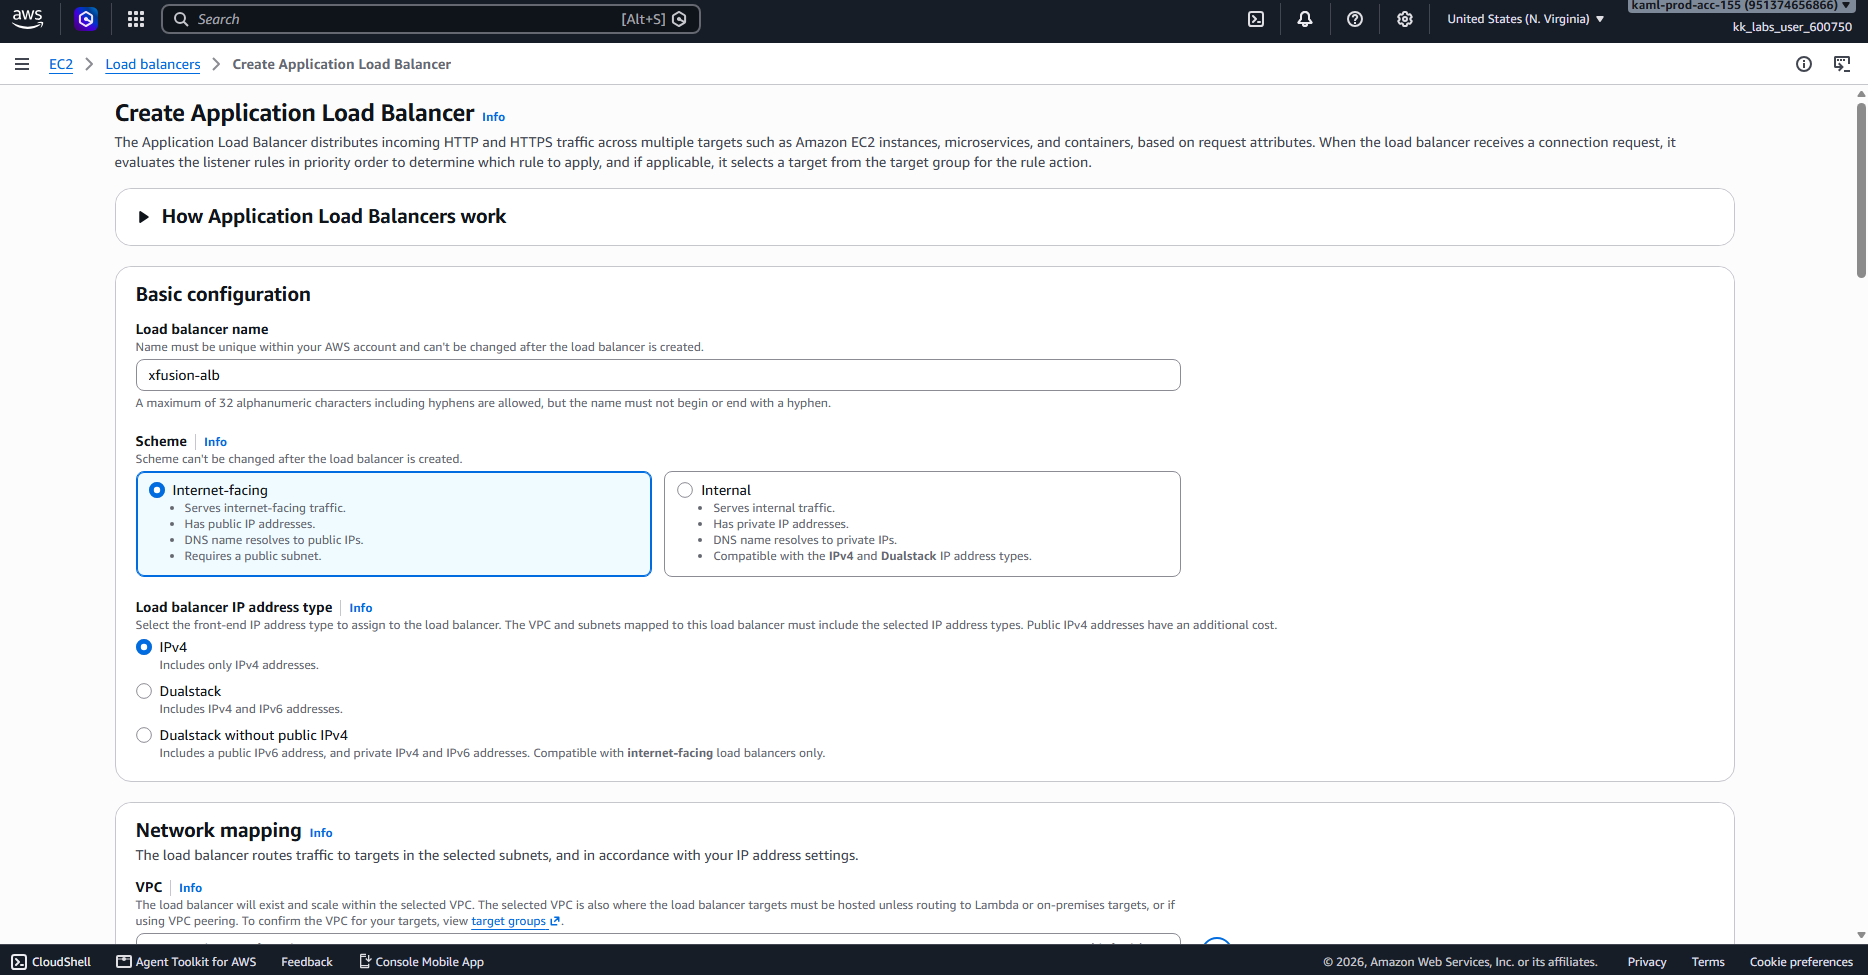 aws
Search
[Alt+S]
United States (N. Virginia)
kaml-prod-acc-155 (951374656866)
kk_labs_user_600750
EC2
Load balancers
Create Application Load Balancer
Create Application Load Balancer Info
The Application Load Balancer distributes incoming HTTP and HTTPS traffic across multiple targets such as Amazon EC2 instances, microservices, and containers, based on request attributes. When the load balancer receives a connection request, it
evaluates the listener rules in priority order to determine which rule to apply, and if applicable, it selects a target from the target group for the rule action.
How Application Load Balancers work
Basic configuration
Load balancer name
Name must be unique within your AWS account and can't be changed after the load balancer is created.
xfusion-alb
A maximum of 32 alphanumeric characters including hyphens are allowed, but the name must not begin or end with a hyphen.
Scheme Info
Scheme can't be changed after the load balancer is created.
Internet-facing
• Serves internet-facing traffic.
• Has public IP addresses.
• DNS name resolves to public IPs.
• Requires a public subnet.
Internal
• Serves internal traffic.
• Has private IP addresses.
• DNS name resolves to private IPs.
• Compatible with the IPv4 and Dualstack IP address types.
Load balancer IP address type Info
Select the front-end IP address type to assign to the load balancer. The VPC and subnets mapped to this load balancer must include the selected IP address types. Public IPv4 addresses have an additional cost.
IPv4
Includes only IPv4 addresses.
Dualstack
Includes IPv4 and IPv6 addresses.
Dualstack without public IPv4
Includes a public IPv6 address, and private IPv4 and IPv6 addresses. Compatible with internet-facing load balancers only.
Network mapping Info
The load balancer routes traffic to targets in the selected subnets, and in accordance with your IP address settings.
VPC Info
The load balancer will exist and scale within the selected VPC. The selected VPC is also where the load balancer targets must be hosted unless routing to Lambda or on-premises targets, or if
using VPC peering. To confirm the VPC for your targets, view target groups.
CloudShell
Agent Toolkit for AWS
Feedback
Console Mobile App
© 2026, Amazon Web Services, Inc. or its affiliates.
Privacy
Terms
Cookie preferences